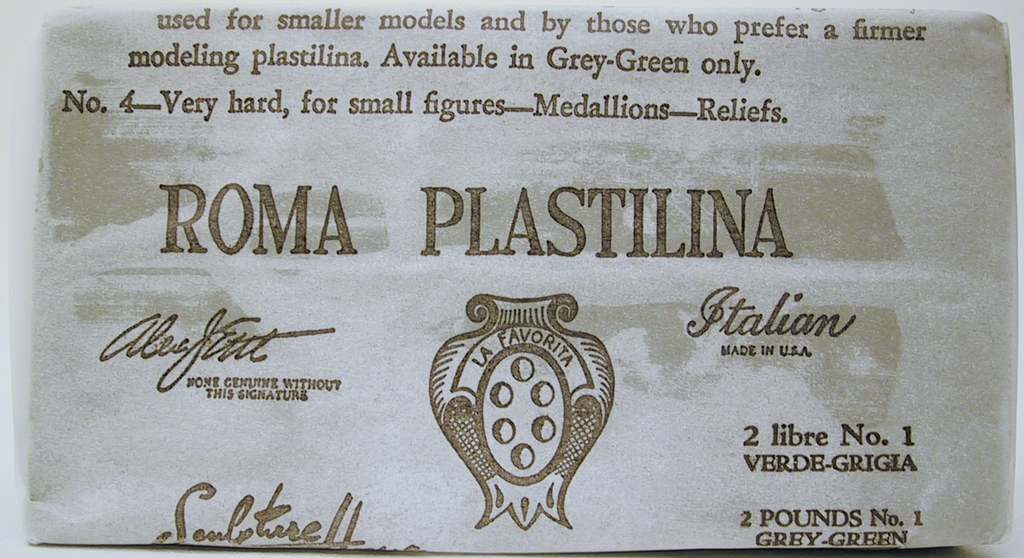 used for smaller models and by those who prefer a firmer
modeling plastilina. Available in Grey-Green only.
No. 4—Very hard, for small figures—Medallions—Reliefs.
ROMA PLASTILINA
Italian
MADE IN U.S.A.
NONE GENUINE WITHOUT
THIS SIGNATURE
LA FAVORITA
2 libre No. 1
VERDE-GRIGIA
2 POUNDS No. 1
GREY-GREEN